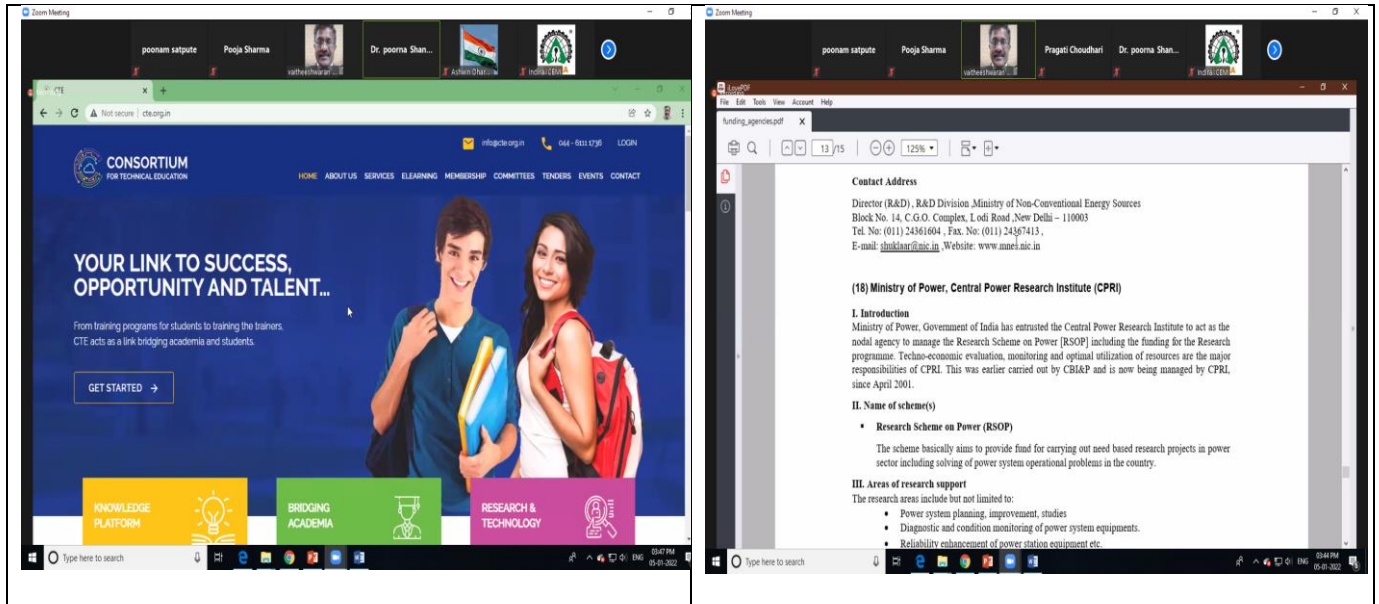 Zoom Meeting
poonam satpute
Pooja Sharma
vaitheeshwaran
Dr. poorna Shan...
Ashwin Dhar
Indira ICEM
CTE
Not secure | cte.org.in
CONSORTIUM
FOR TECHNICAL EDUCATION
info@cte.org.in
044 - 6111 1736
LOGIN
HOME ABOUT US SERVICES ELEARNING MEMBERSHIP COMMITTEES TENDERS EVENTS CONTACT
YOUR LINK TO SUCCESS,
OPPORTUNITY AND TALENT...
From training programs for students to training the trainers,
CTE acts as a link bridging academia and students.
GET STARTED →
KNOWLEDGE
PLATFORM
BRIDGING
ACADEMIA
RESEARCH &
TECHNOLOGY
Type here to search
ENG
03:47 PM
05-01-2022
Zoom Meeting
poonam satpute
Pooja Sharma
vaitheeshwaran
Pragati Choudhari
Dr. poorna Shan...
iLovePDF
File Edit Tools View Account Help
funding_agencies.pdf X
13 /15
125%
Contact Address
Director (R&D) , R&D Division ,Ministry of Non-Conventional Energy Sources
Block No. 14, C.G.O. Complex, L odi Road ,New Delhi – 110003
Tel. No: (011) 24361604 , Fax. No: (011) 24367413 ,
E-mail: shuklaar@nic.in ,Website: www.mnes.nic.in
(18) Ministry of Power, Central Power Research Institute (CPRI)
I. Introduction
Ministry of Power, Government of India has entrusted the Central Power Research Institute to act as the
nodal agency to manage the Research Scheme on Power [RSOP] including the funding for the Research
programme. Techno-economic evaluation, monitoring and optimal utilization of resources are the major
responsibilities of CPRI. This was earlier carried out by CBI&P and is now being managed by CPRI,
since April 2001.
II. Name of scheme(s)
• Research Scheme on Power (RSOP)
The scheme basically aims to provide fund for carrying out need based research projects in power
sector including solving of power system operational problems in the country.
III. Areas of research support
The research areas include but not limited to:
• Power system planning, improvement, studies
• Diagnostic and condition monitoring of power system equipments.
• Reliability enhancement of power station equipment etc.
Type here to search
ENG
03:44 PM
05-01-2022